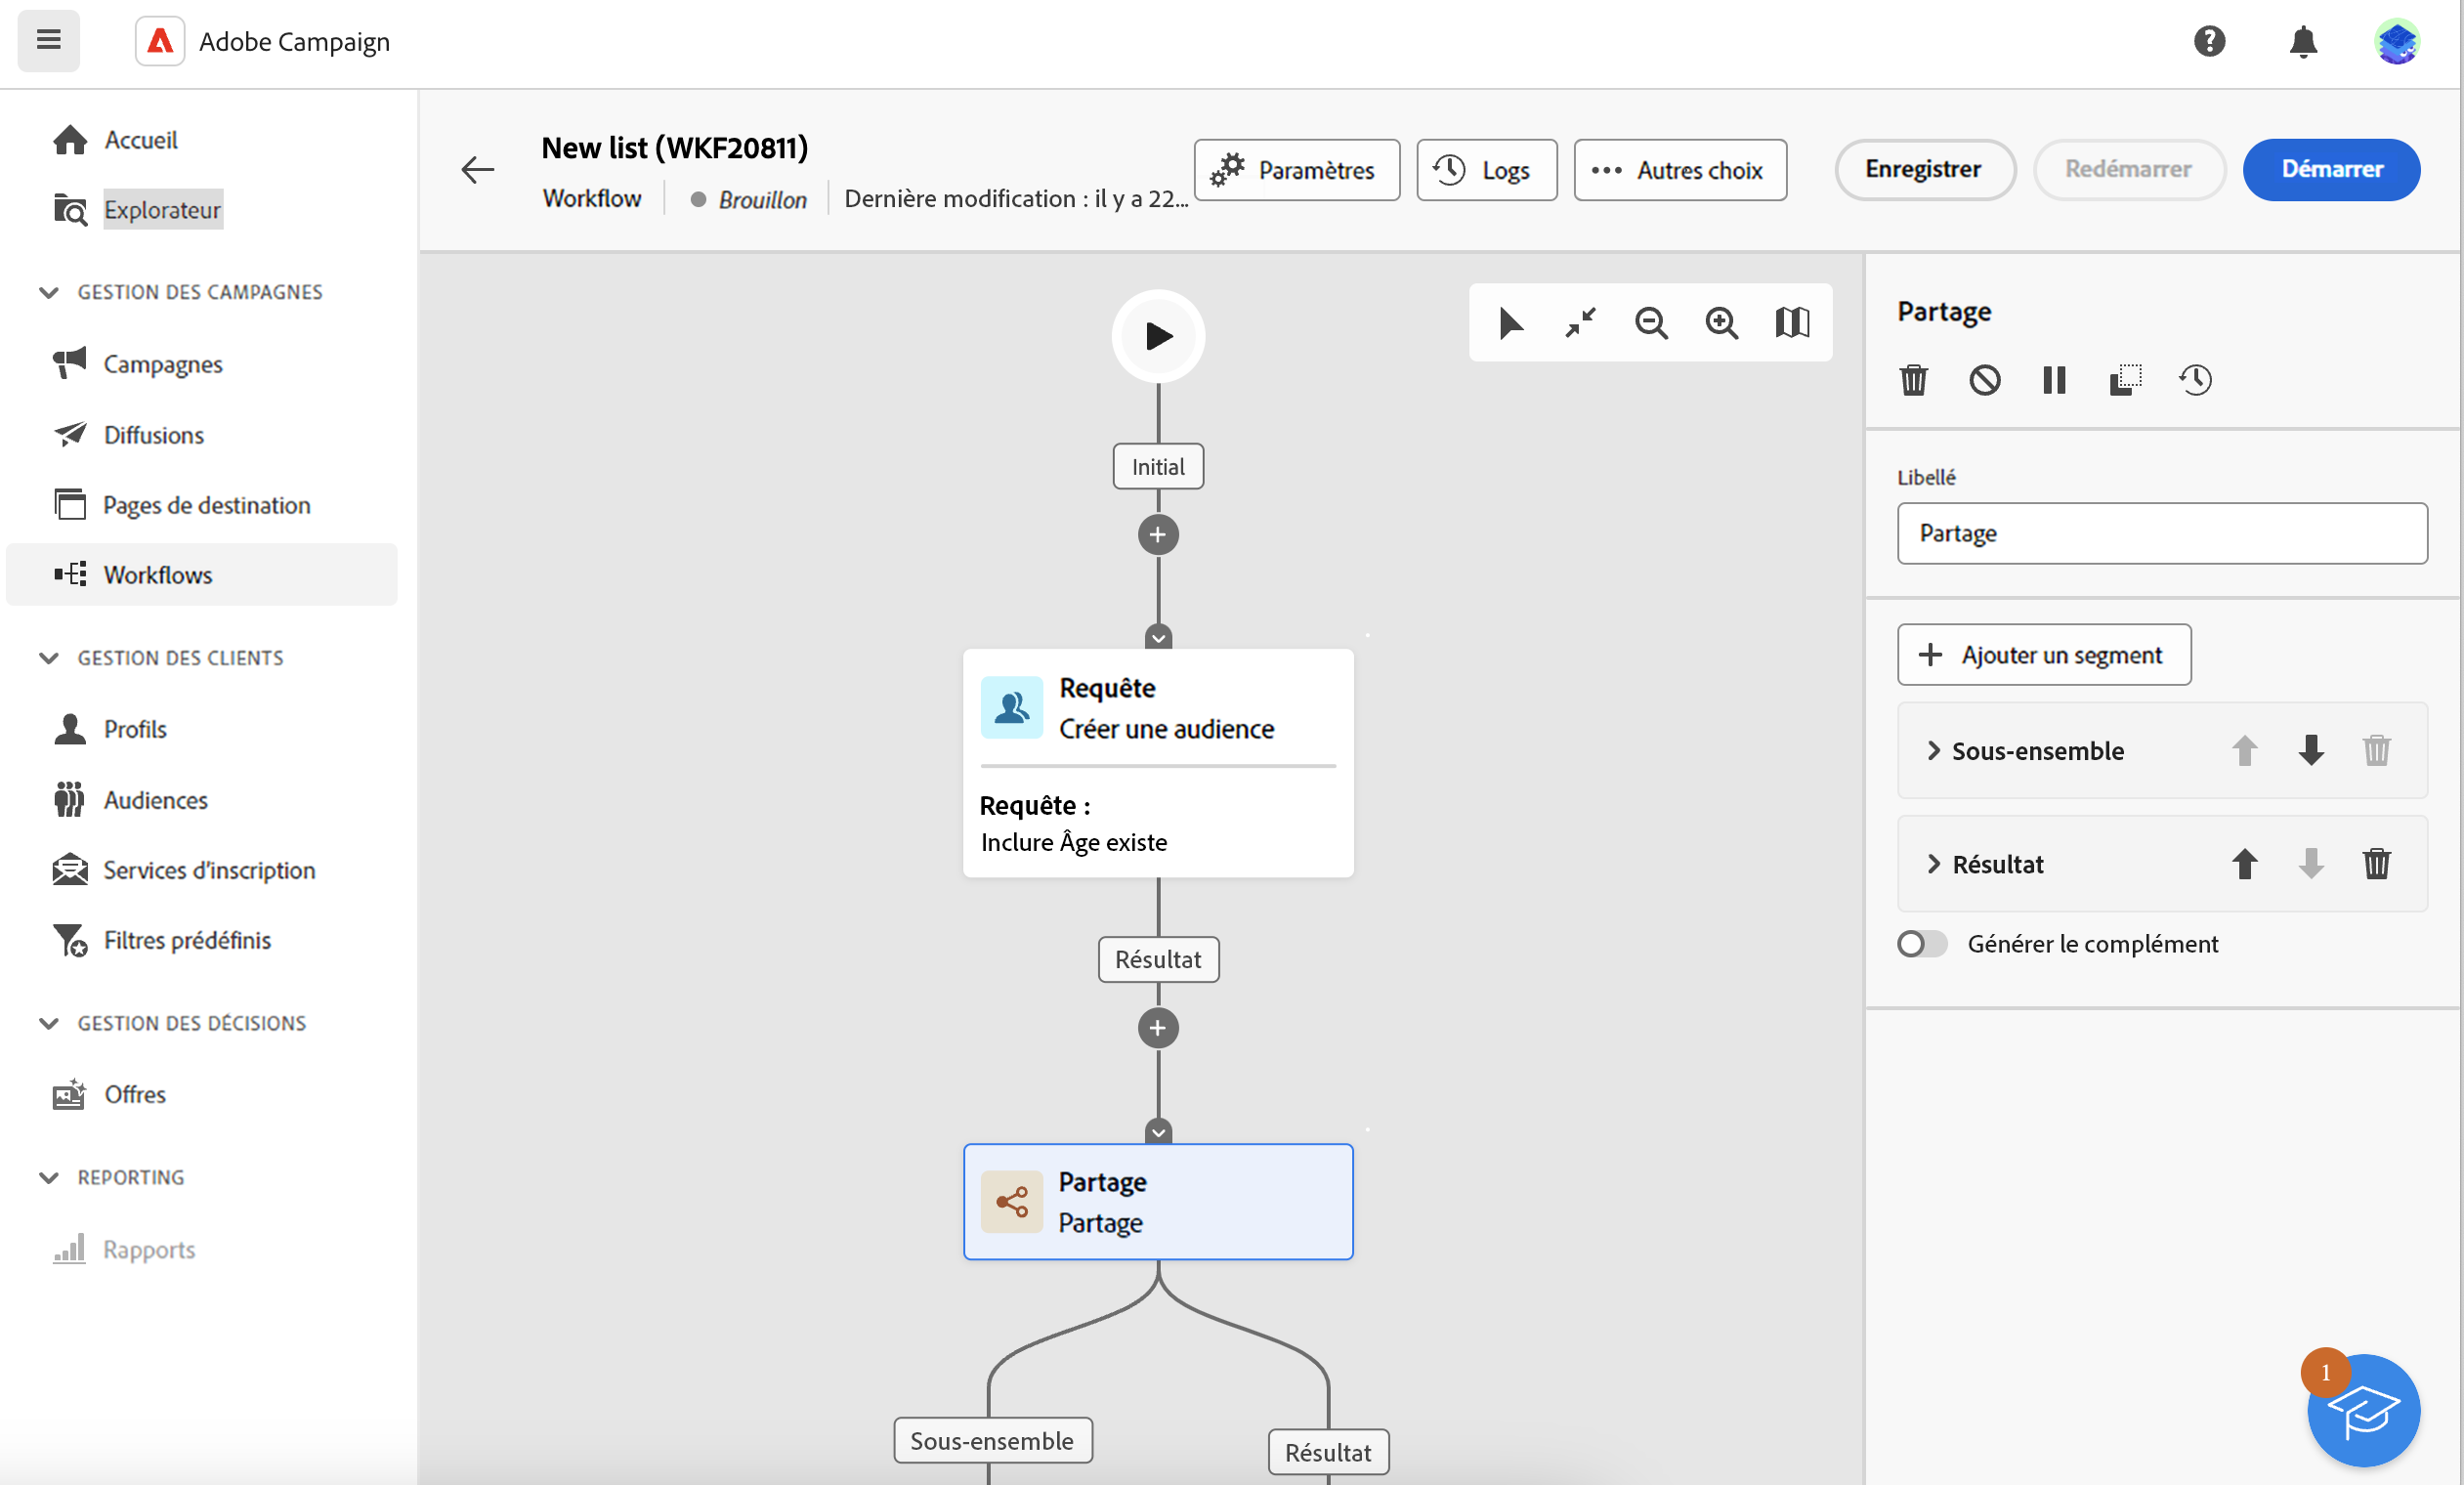 Adobe Campaign
Accueil
Explorateur
GESTION DES CAMPAGNES
Campagnes
Diffusions
Pages de destination
Workflows
GESTION DES CLIENTS
Profils
Audiences
Services d'inscription
Filtres prédéfinis
GESTION DES DÉCISIONS
Offres
REPORTING
Rapports
New list (WKF20811)
Workflow
Brouillon
Dernière modification : il y a 22...
Paramètres
Logs
Autres choix
Enregistrer
Redémarrer
Démarrer
Initial
Requête
Créer une audience
Requête :
Inclure Âge existe
Résultat
Partage
Partage
Sous-ensemble
Résultat
Partage
Libellé
Partage
Ajouter un segment
Sous-ensemble
Résultat
Générer le complément
1